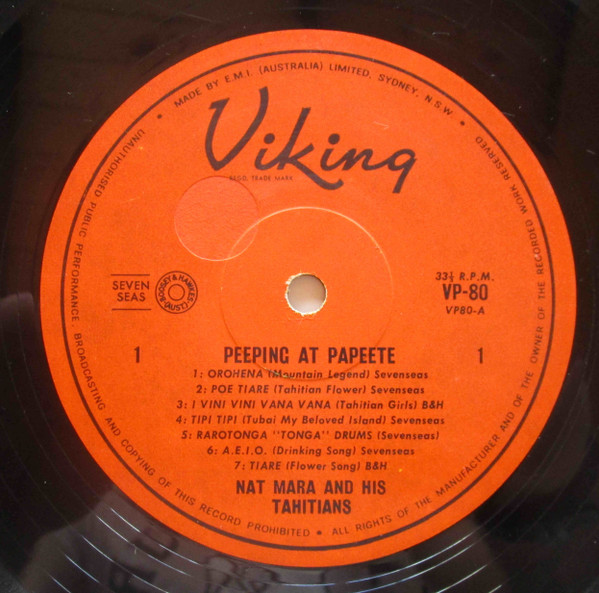 MADE BY E.M.I. (AUSTRALIA) LIMITED, SYDNEY, N.S.W.
ALL RIGHTS OF THE MANUFACTURER AND OF THE OWNER OF THE RECORDED WORK RESERVED
UNAUTHORISED PUBLIC PERFORMANCE, BROADCASTING AND COPYING OF THIS RECORD PROHIBITED
Viking
REGD. TRADE MARK
SEVEN
SEAS
BOOSEY & HAWKES
(AUST.)
33⅓ R.P.M.
VP-80
VP80-A
1 PEEPING AT PAPEETE 1
1: OROHENA (Mountain Legend) Sevenseas
2: POE TIARE (Tahitian Flower) Sevenseas
3: I VINI VINI VANA VANA (Tahitian Girls) B&H
4: TIPI TIPI (Tubai My Beloved Island) Sevenseas
5: RAROTONGA "TONGA" DRUMS (Sevenseas)
6: A.E.I.O. (Drinking Song) Sevenseas
7: TIARE (Flower Song) B&H
NAT MARA AND HIS
TAHITIANS